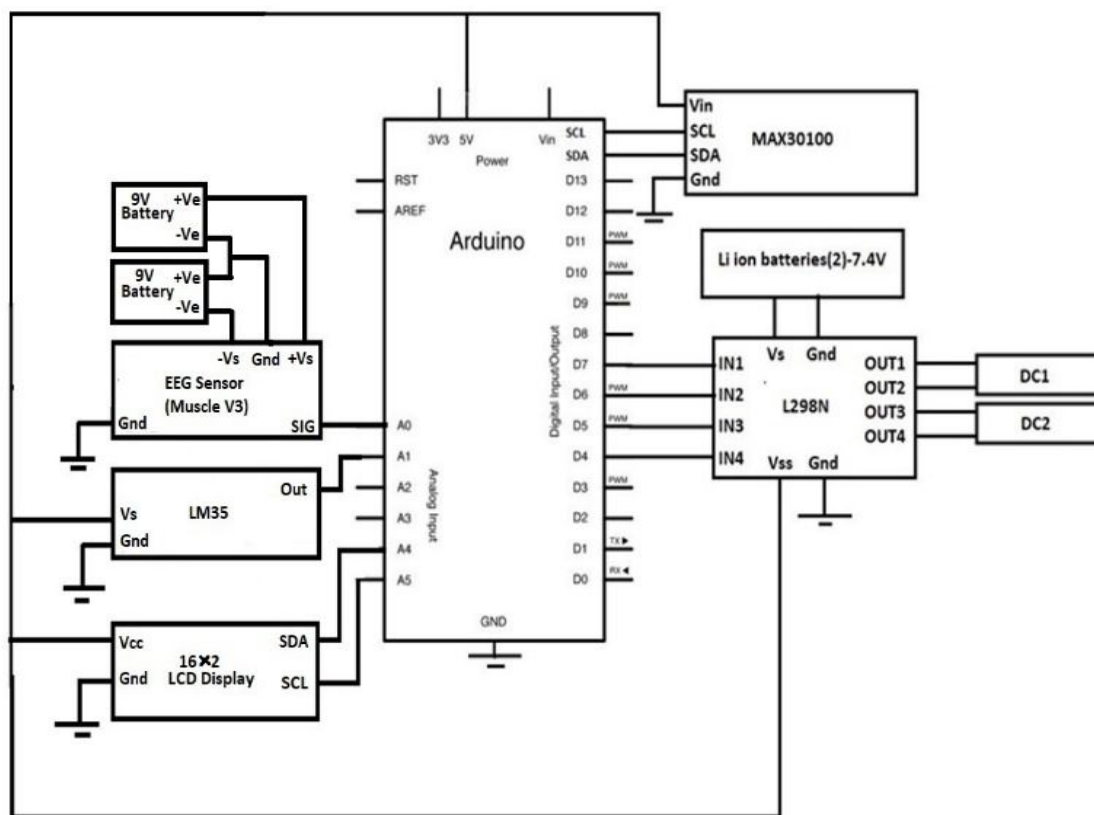 3V3 5V Vin
Power
RST
AREF
Arduino
SCL
SDA
D13
D12
D11 PWM
D10 PWM
D9 PWM
D8
D7
D6 PWM
D5 PWM
D4
D3 PWM
D2
D1 TX ▶
D0 RX ◀
Digital Input/Output
Analog Input
A0
A1
A2
A3
A4
A5
GND
9V +Ve
Battery
-Ve
9V +Ve
Battery
-Ve
-Vs Gnd +Vs
EEG Sensor
(Muscle V3)
Gnd SIG
Out
LM35
Vs
Gnd
Vcc SDA
16×2
LCD Display
Gnd SCL
Vin
SCL
MAX30100
SDA
Gnd
Li ion batteries(2)-7.4V
Vs Gnd
IN1 OUT1
IN2 OUT2
L298N
IN3 OUT3
IN4 OUT4
Vss Gnd
DC1
DC2